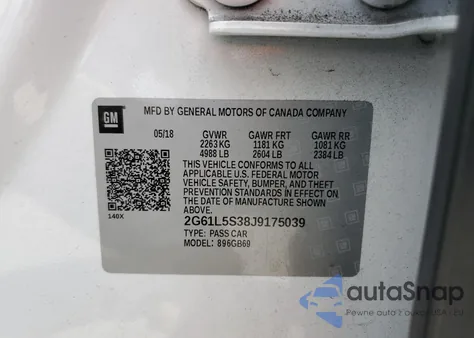 MFD BY GENERAL MOTORS OF CANADA COMPANY
GM
05/18 GVWR GAWR FRT GAWR RR
2263 KG 1181 KG 1081 KG
4988 LB 2604 LB 2384 LB
THIS VEHICLE CONFORMS TO ALL
APPLICABLE U.S. FEDERAL MOTOR
VEHICLE SAFETY, BUMPER, AND THEFT
PREVENTION STANDARDS IN EFFECT ON
THE DATE OF MANUFACTURE SHOWN
ABOVE.
140X
2G61L5S38J9175039
TYPE: PASS CAR
MODEL: 896GB69
autaSnap
Pewne auta z